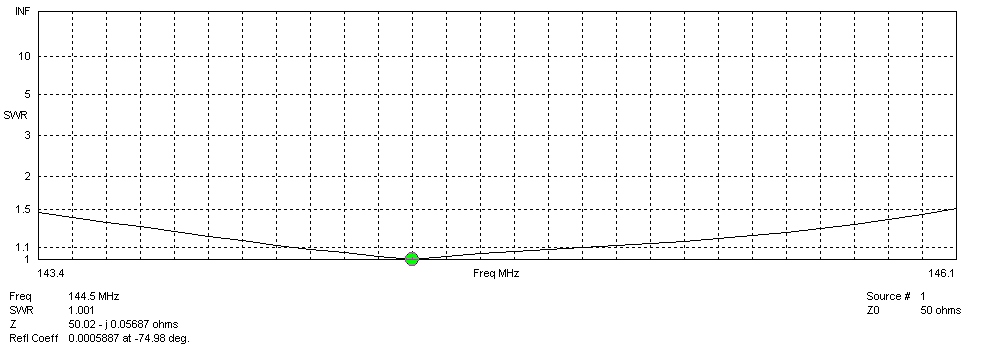 INF
10
5
SWR
3
2
1.5
1.1
1
143.4 Freq MHz 146.1
Freq 144.5 MHz Source # 1
SWR 1.001 Z0 50 ohms
Z 50.02 - j 0.05687 ohms
Refl Coeff 0.0005887 at -74.98 deg.